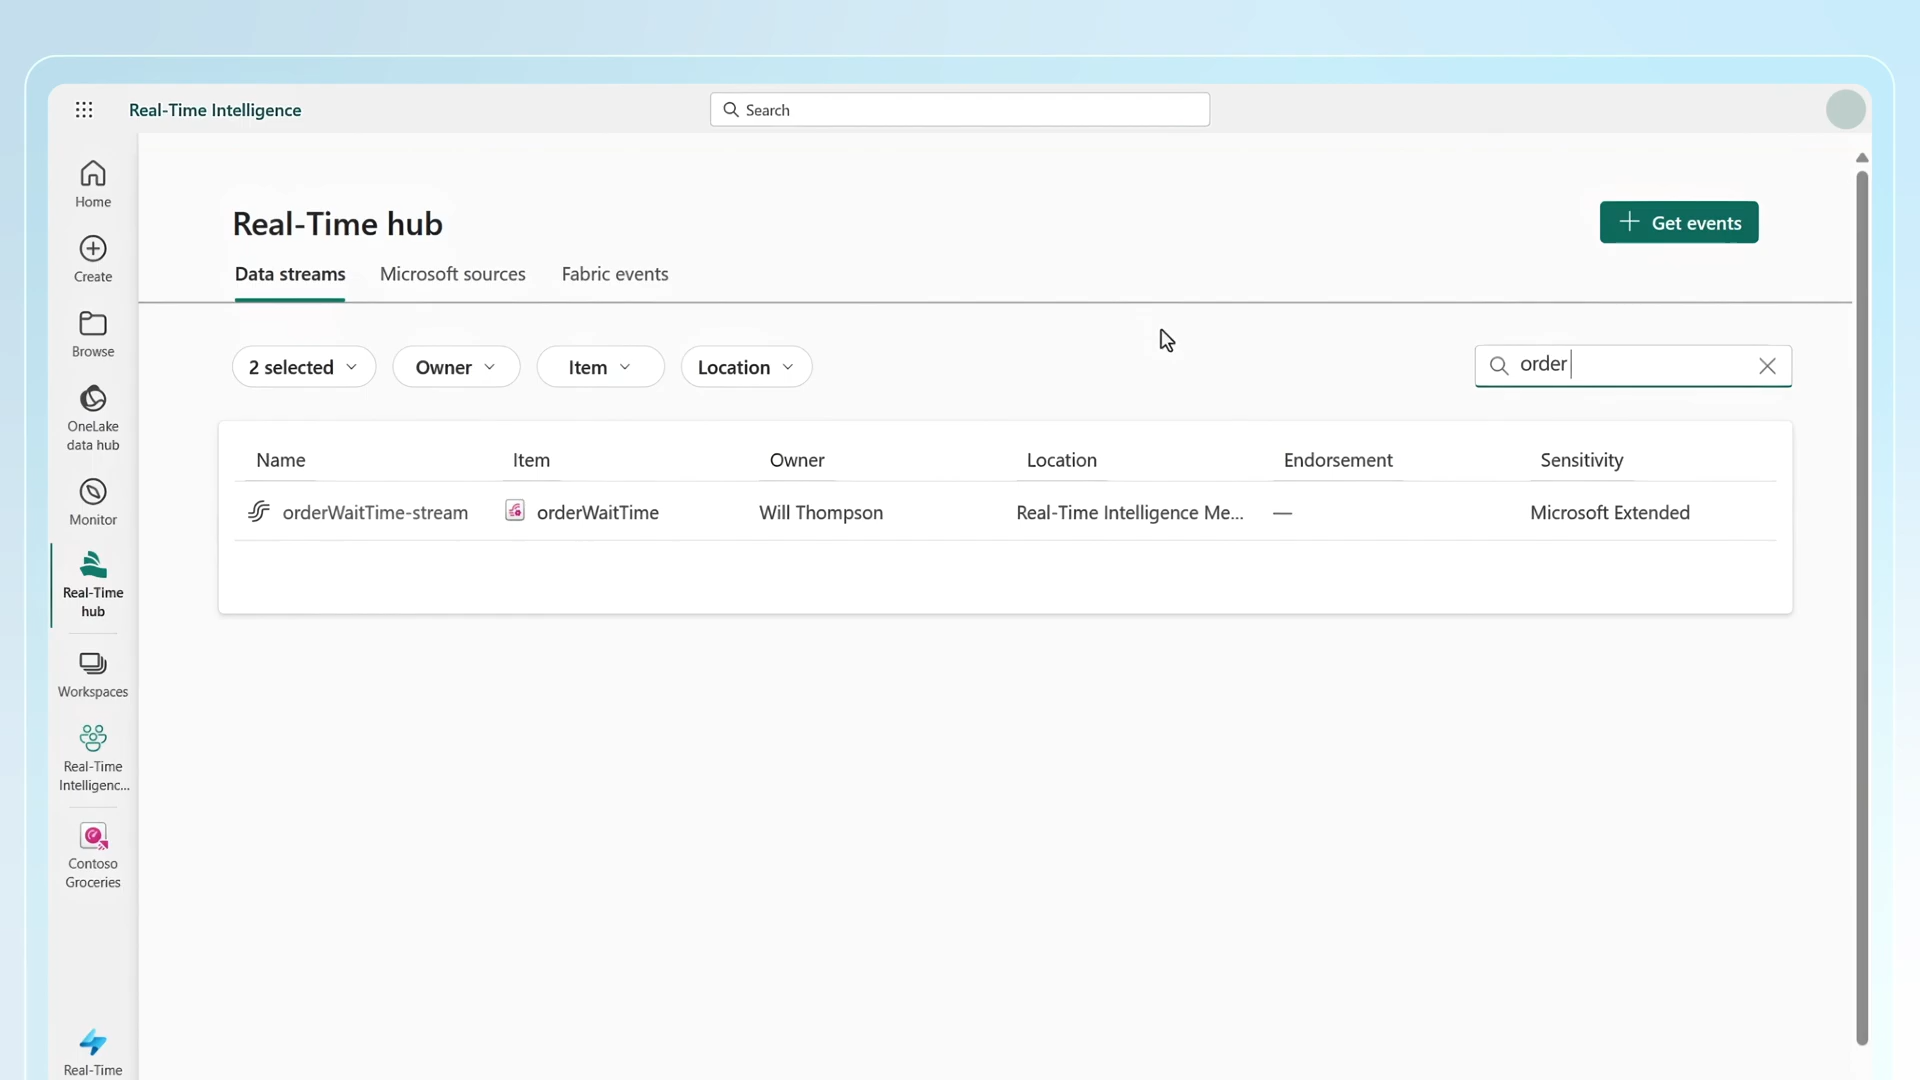 Real-Time Intelligence
Search
Home
Create
Browse
OneLake
data hub
Monitor
Real-Time
hub
Workspaces
Real-Time
Intelligenc...
Contoso
Groceries
Real-Time
Real-Time hub
Get events
Data streams
Microsoft sources
Fabric events
2 selected
Owner
Item
Location
order
Name
Item
Owner
Location
Endorsement
Sensitivity
orderWaitTime-stream
orderWaitTime
Will Thompson
Real-Time Intelligence Me...
—
Microsoft Extended